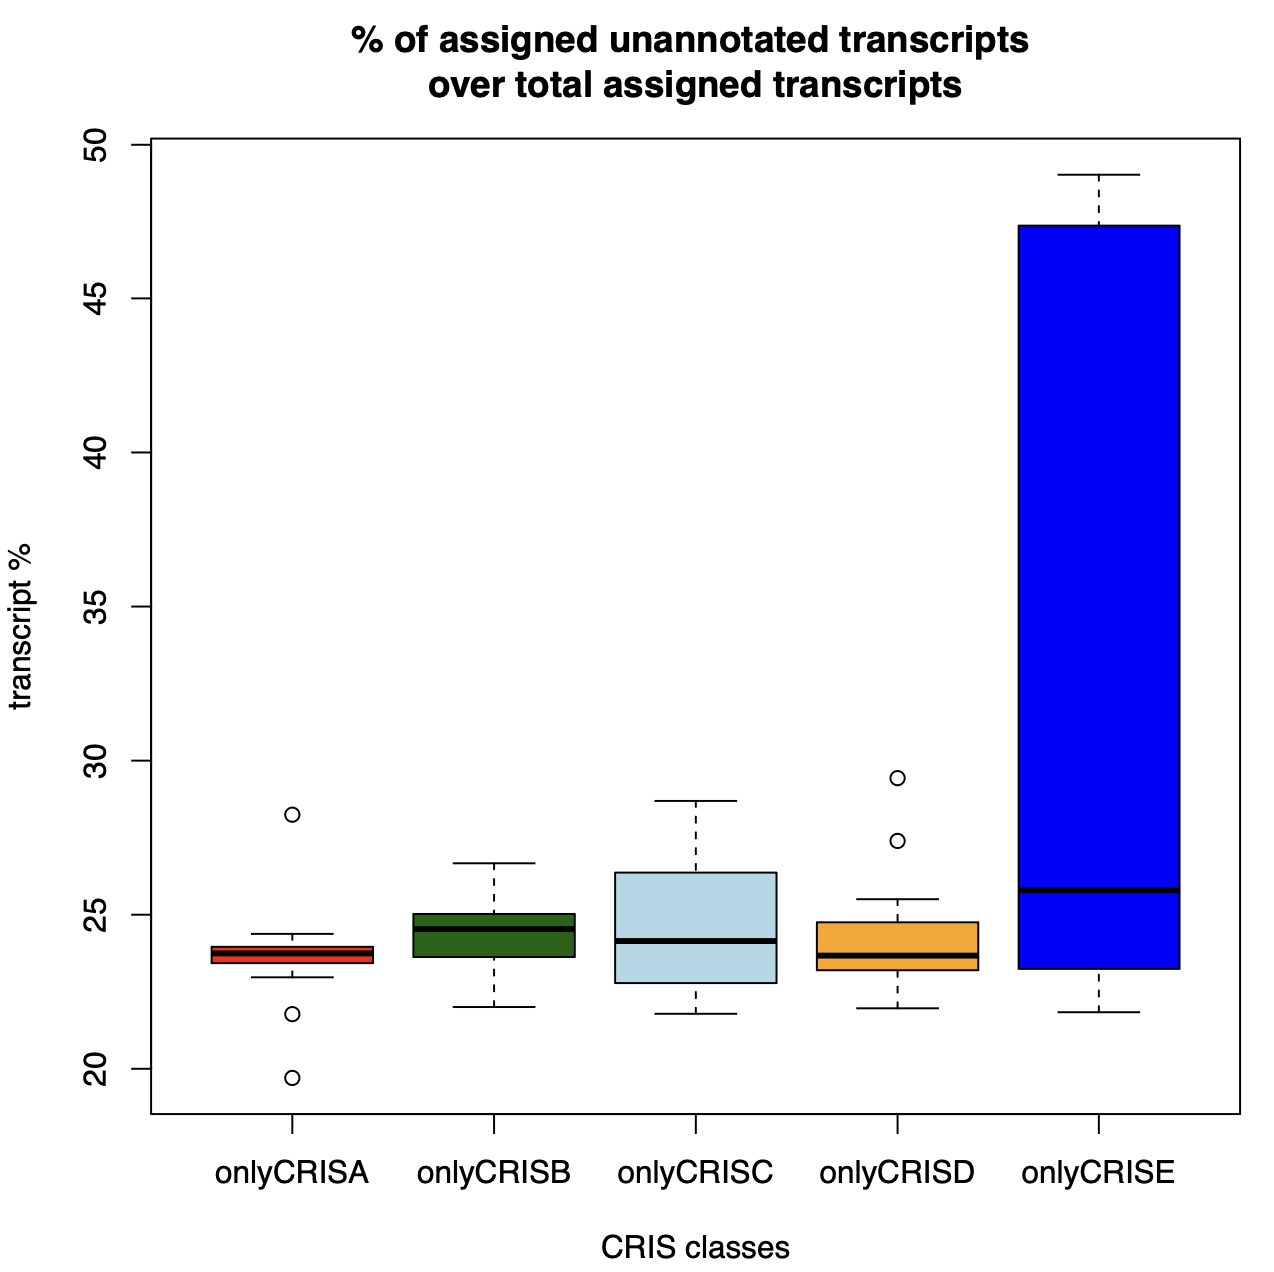 % of assigned unannotated transcripts
over total assigned transcripts
transcript %
50
45
40
35
30
25
20
onlyCRISA onlyCRISB onlyCRISC onlyCRISD onlyCRISE
CRIS classes